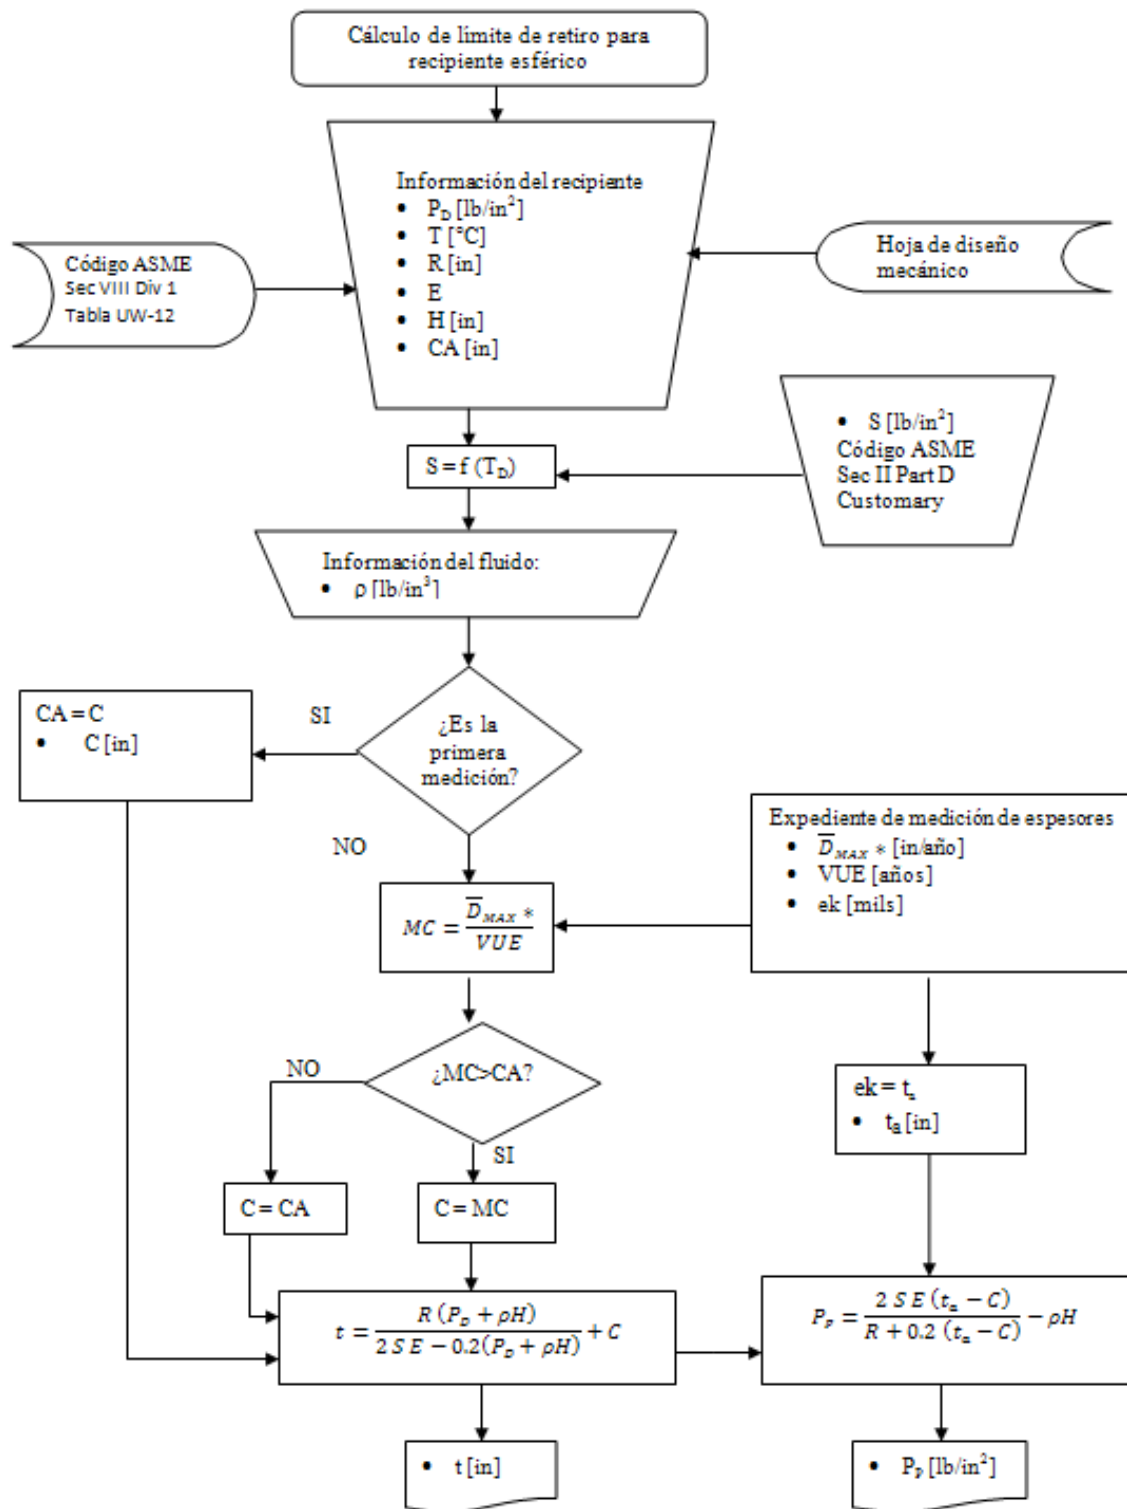 Cálculo de límite de retiro para
recipiente esférico
Información del recipiente
• P_D [lb/in²]
• T [°C]
• R [in]
• E
• H [in]
• CA [in]
Código ASME
Sec VIII Div 1
Tabla UW-12
Hoja de diseño
mecánico
• S [lb/in²]
Código ASME
Sec II Part D
Customary
S = f (T_D)
Información del fluido:
• ρ [lb/in³]
¿Es la
primera
medición?
SI
CA = C
• C [in]
NO
Expediente de medición de espesores
• D̅_MAX * [in/año]
• VUE [años]
• ek [mils]
MC = D̅_MAX * / VUE
¿MC>CA?
NO
SI
ek = t_a
• t_a [in]
C = CA
C = MC
t = R (P_D + ρH) / 2 S E − 0.2(P_D + ρH) + C
P_P = 2 S E (t_a − C) / R + 0.2 (t_a − C) − ρH
• t [in]
• P_P [lb/in²]